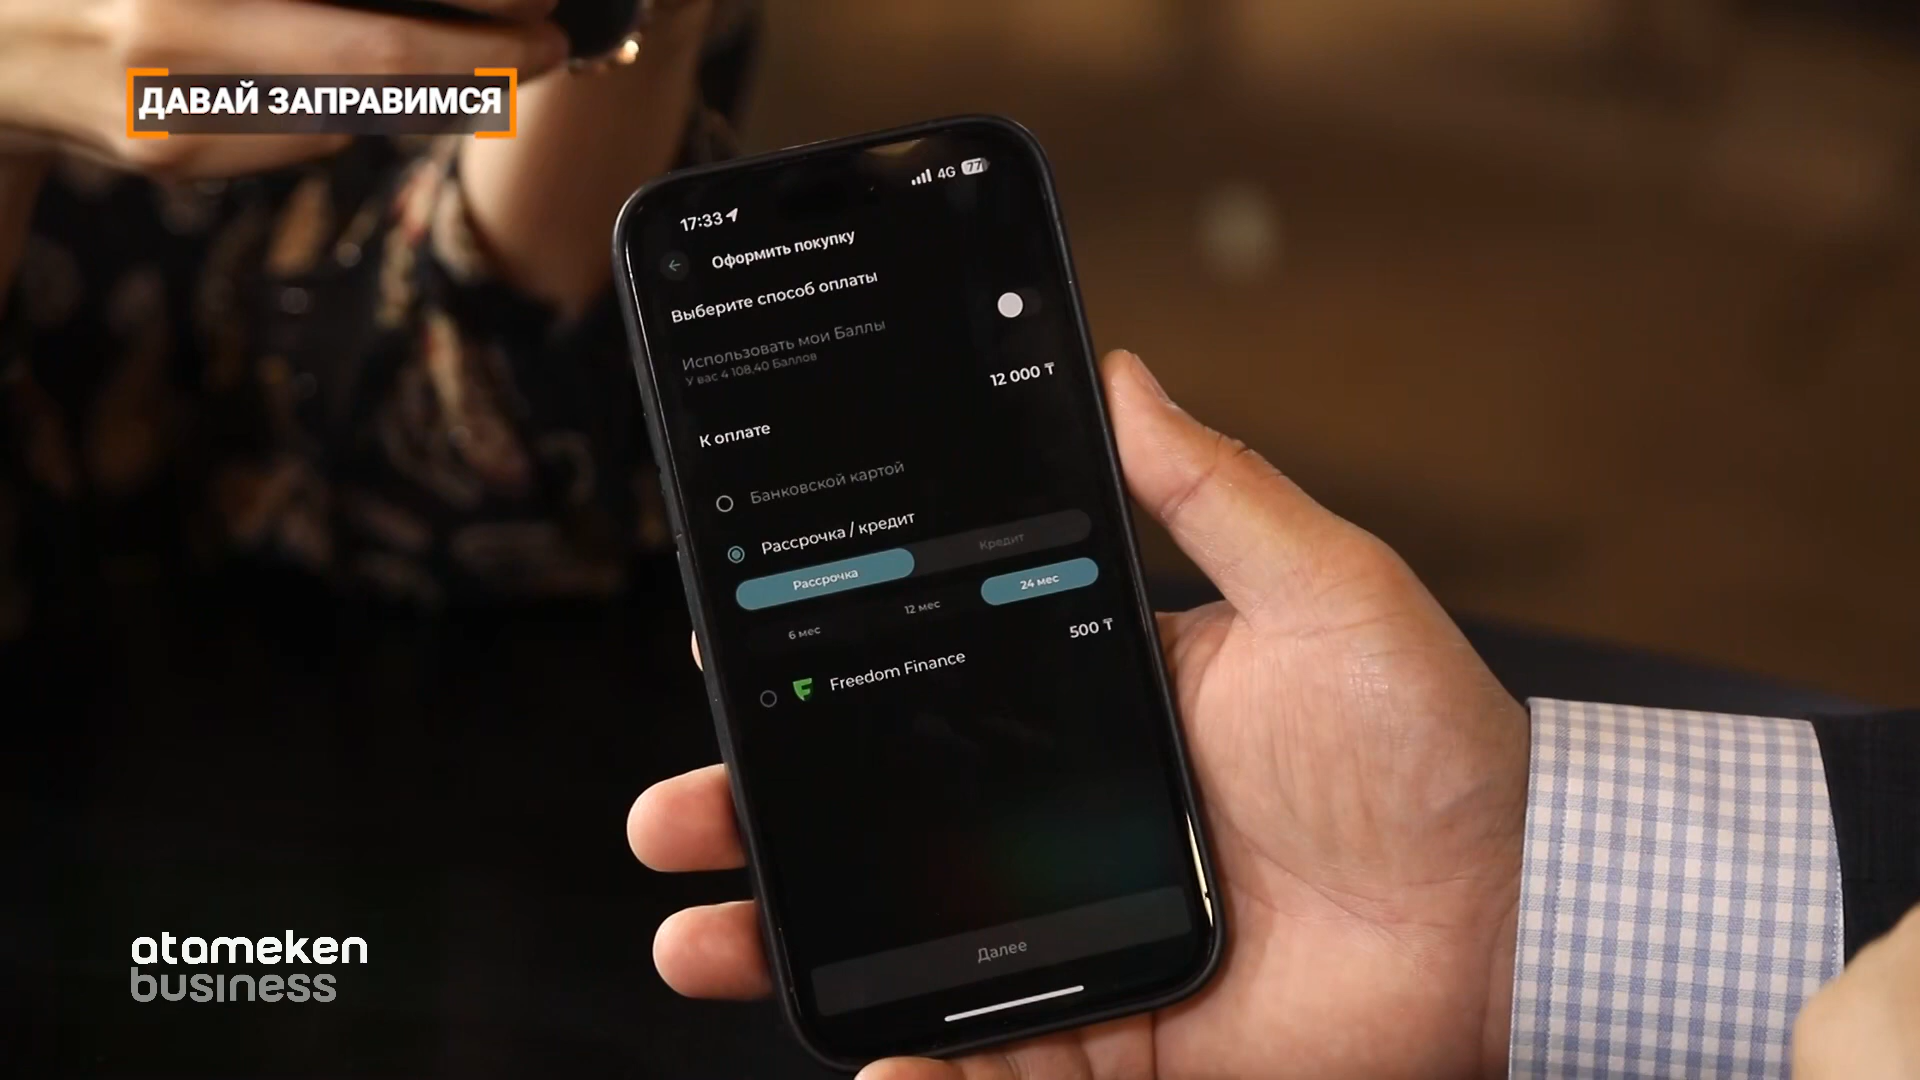 ДАВАЙ ЗАПРАВИМСЯ
17:33
4G 77
Оформить покупку
Выберите способ оплаты
Использовать мои Баллы
У вас 4 108,40 Баллов
12 000 ₸
К оплате
Банковской картой
Рассрочка / кредит
Рассрочка
Кредит
6 мес
12 мес
24 мес
500 ₸
Freedom Finance
Далее
atameken
business